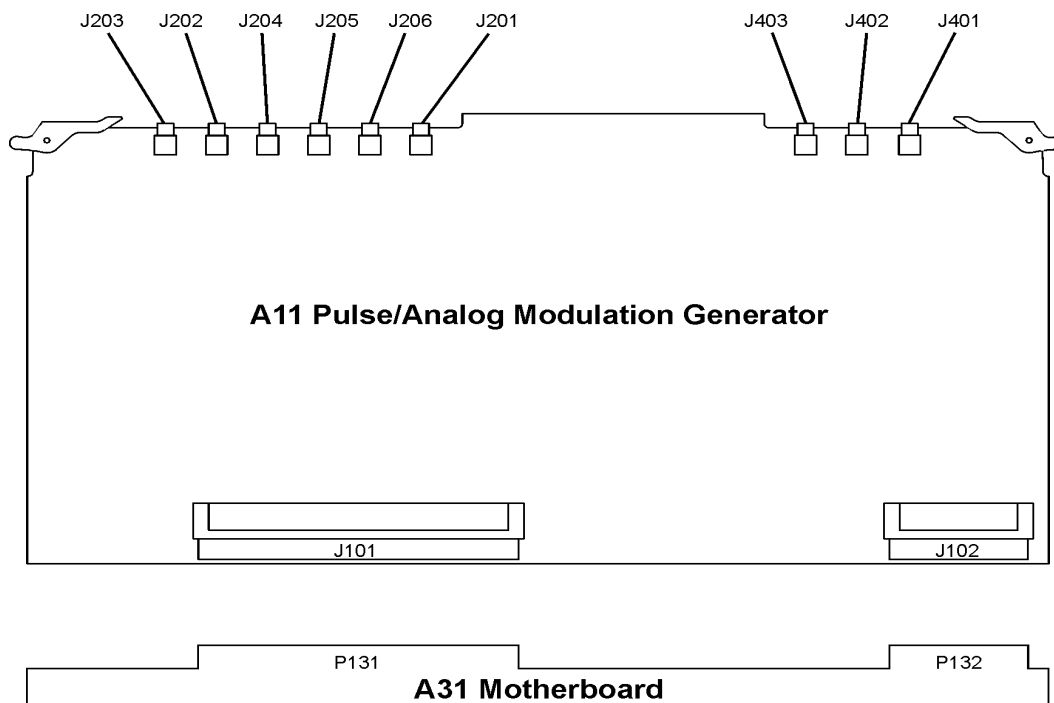 J203 J202 J204 J205 J206 J201 J403 J402 J401
A11 Pulse/Analog Modulation Generator
J101 J102
P131 P132
A31 Motherboard